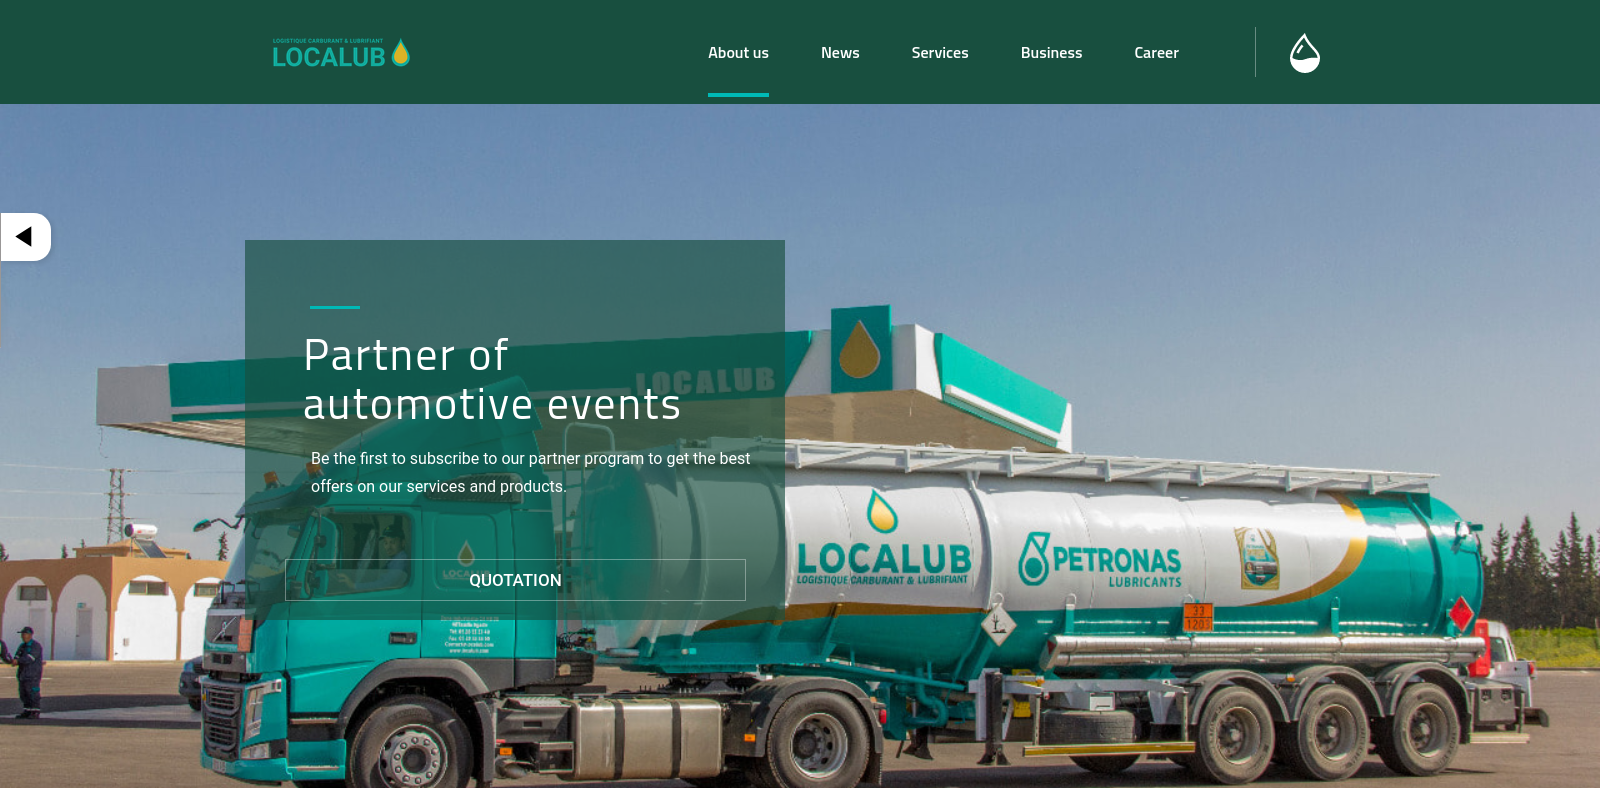 LOGISTIQUE CARBURANT & LUBRIFIANT
LOCALUB
About us
News
Services
Business
Career
LOCALUB
Partner of
automotive events
Be the first to subscribe to our partner program to get the best
offers on our services and products.
QUOTATION
LOCALUB
LOCALUB
LOGISTIQUE CARBURANT & LUBRIFIANT
PETRONAS
LUBRICANTS
33
1203